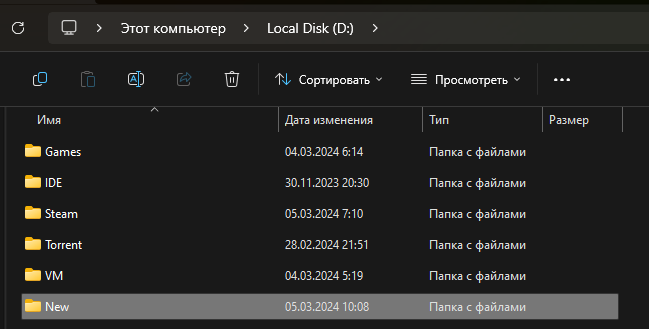 Этот компьютер Local Disk (D:)
Сортировать Просмотреть
Имя Дата изменения Тип Размер
Games 04.03.2024 6:14 Папка с файлами
IDE 30.11.2023 20:30 Папка с файлами
Steam 05.03.2024 7:10 Папка с файлами
Torrent 28.02.2024 21:51 Папка с файлами
VM 04.03.2024 5:19 Папка с файлами
New 05.03.2024 10:08 Папка с файлами